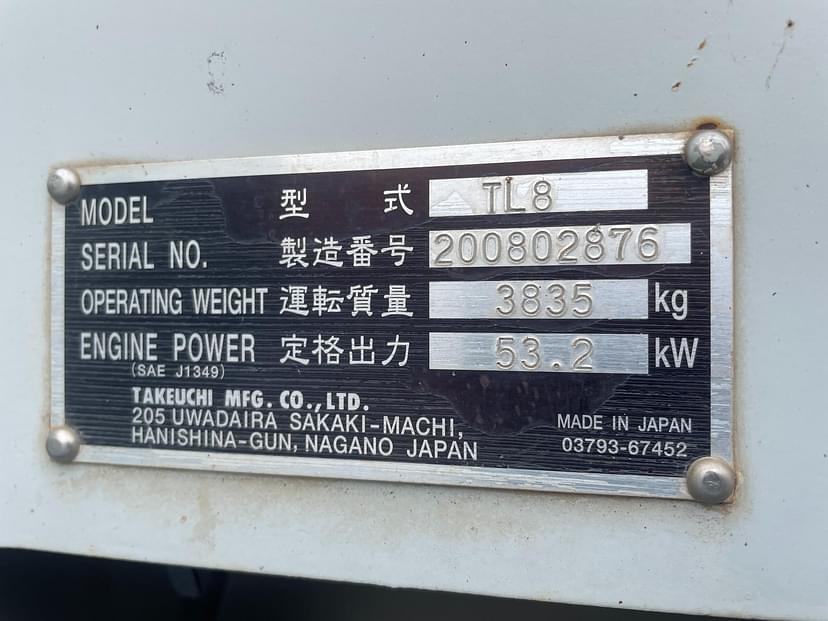 MODEL 型 式 TL8
SERIAL NO. 製造番号 200802876
OPERATING WEIGHT 運転質量 3835 kg
ENGINE POWER 定格出力 53.2 kW
(SAE J1349)
TAKEUCHI MFG. CO., LTD.
205 UWADAIRA SAKAKI-MACHI,
HANISHINA-GUN, NAGANO JAPAN
MADE IN JAPAN
03793-67452